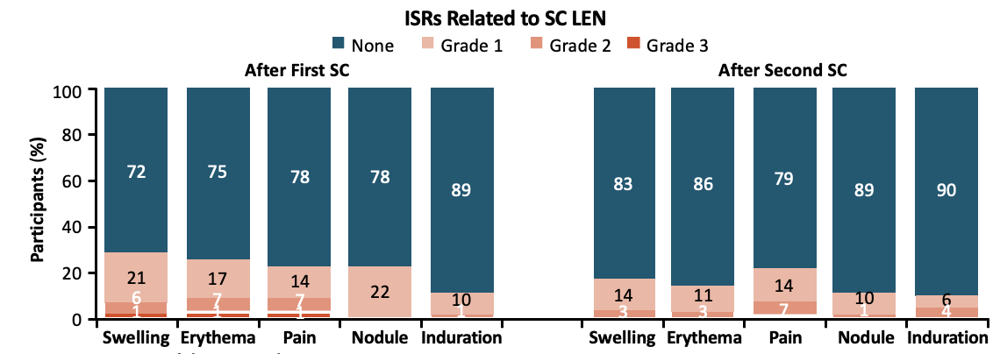 ISRs Related to SC LEN
None Grade 1 Grade 2 Grade 3
After First SC After Second SC
Participants (%)
100
80
60
40
20
0
72 75 78 78 89 83 86 79 89 90
21 17 14 22 10 14 11 14 10 6
6 7 7 1 3 3 7 1 4
1 1 1
Swelling Erythema Pain Nodule Induration Swelling Erythema Pain Nodule Induration